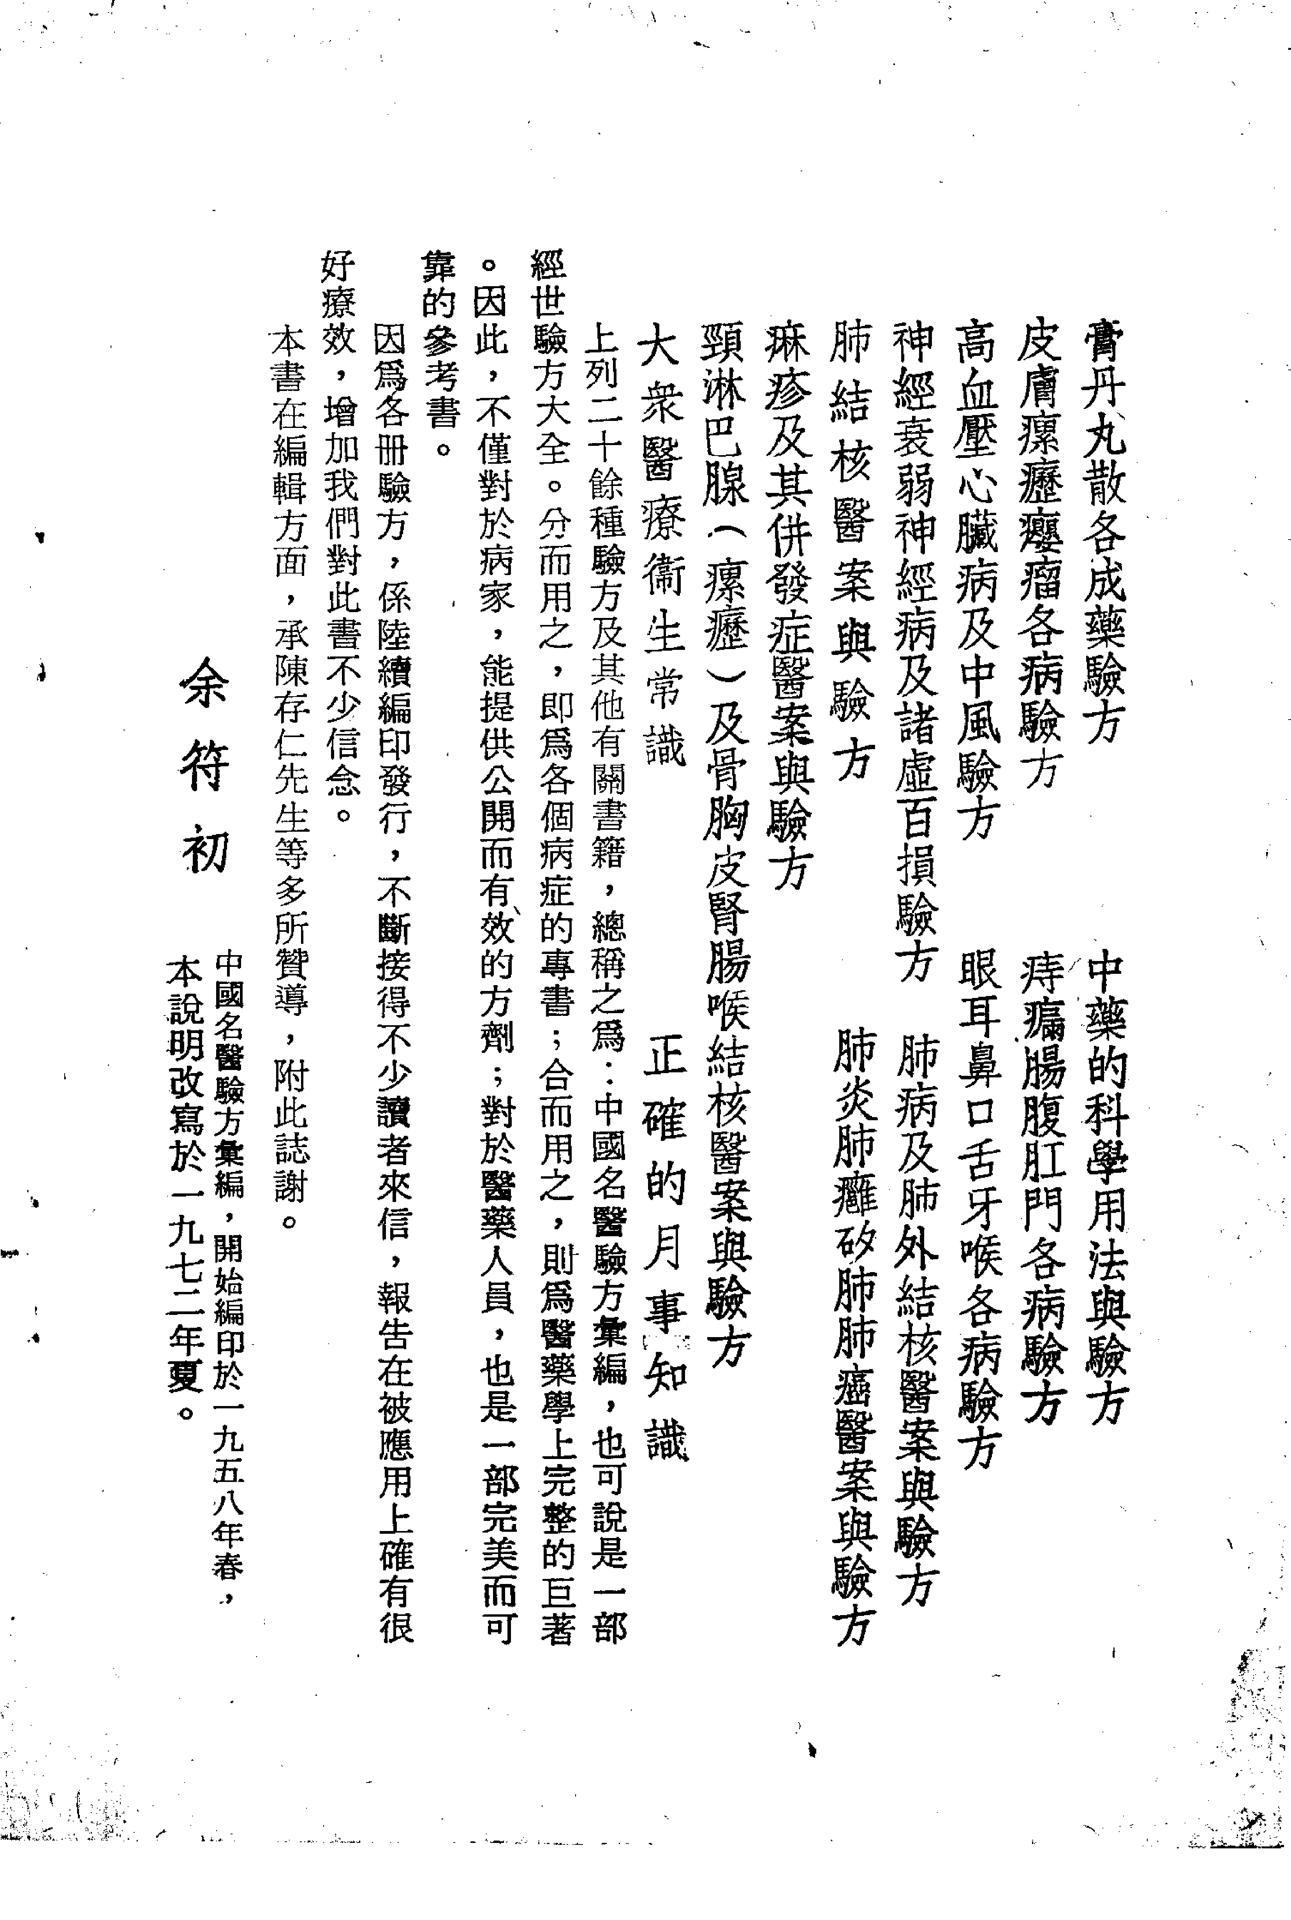 膏丹丸散各成藥驗方　中藥的科學用法與驗方
皮膚瘰癧癭瘤各病驗方　痔瘺腸腹肛門各病驗方
高血壓心臟病及中風驗方　眼耳鼻口舌牙喉各病驗方
神經衰弱神經病及諸虛百損驗方　肺病及肺外結核醫案與驗方
肺結核醫案與驗方　肺炎肺癰矽肺肺癌醫案與驗方
痳疹及其併發症醫案與驗方
頸淋巴腺（瘰癧）及骨胸皮腎腸喉結核醫案與驗方
大衆醫療衞生常識　正確的月事知識
上列二十餘種驗方及其他有關書籍，總稱之爲：中國名醫驗方彙編，也可說是一部
經世驗方大全。分而用之，即爲各個病症的專書；合而用之，則爲醫藥學上完整的巨著
。因此，不僅對於病家，能提供公開而有效的方劑；對於醫藥人員，也是一部完美而可
靠的參考書。
因爲各冊驗方，係陸續編印發行，不斷接得不少讀者來信，報告在被應用上確有很
好療效，增加我們對此書不少信念。
本書在編輯方面，承陳存仁先生等多所贊導，附此誌謝。
余符初
中國名醫驗方彙編，開始編印於一九五八年春，
本說明改寫於一九七二年夏。